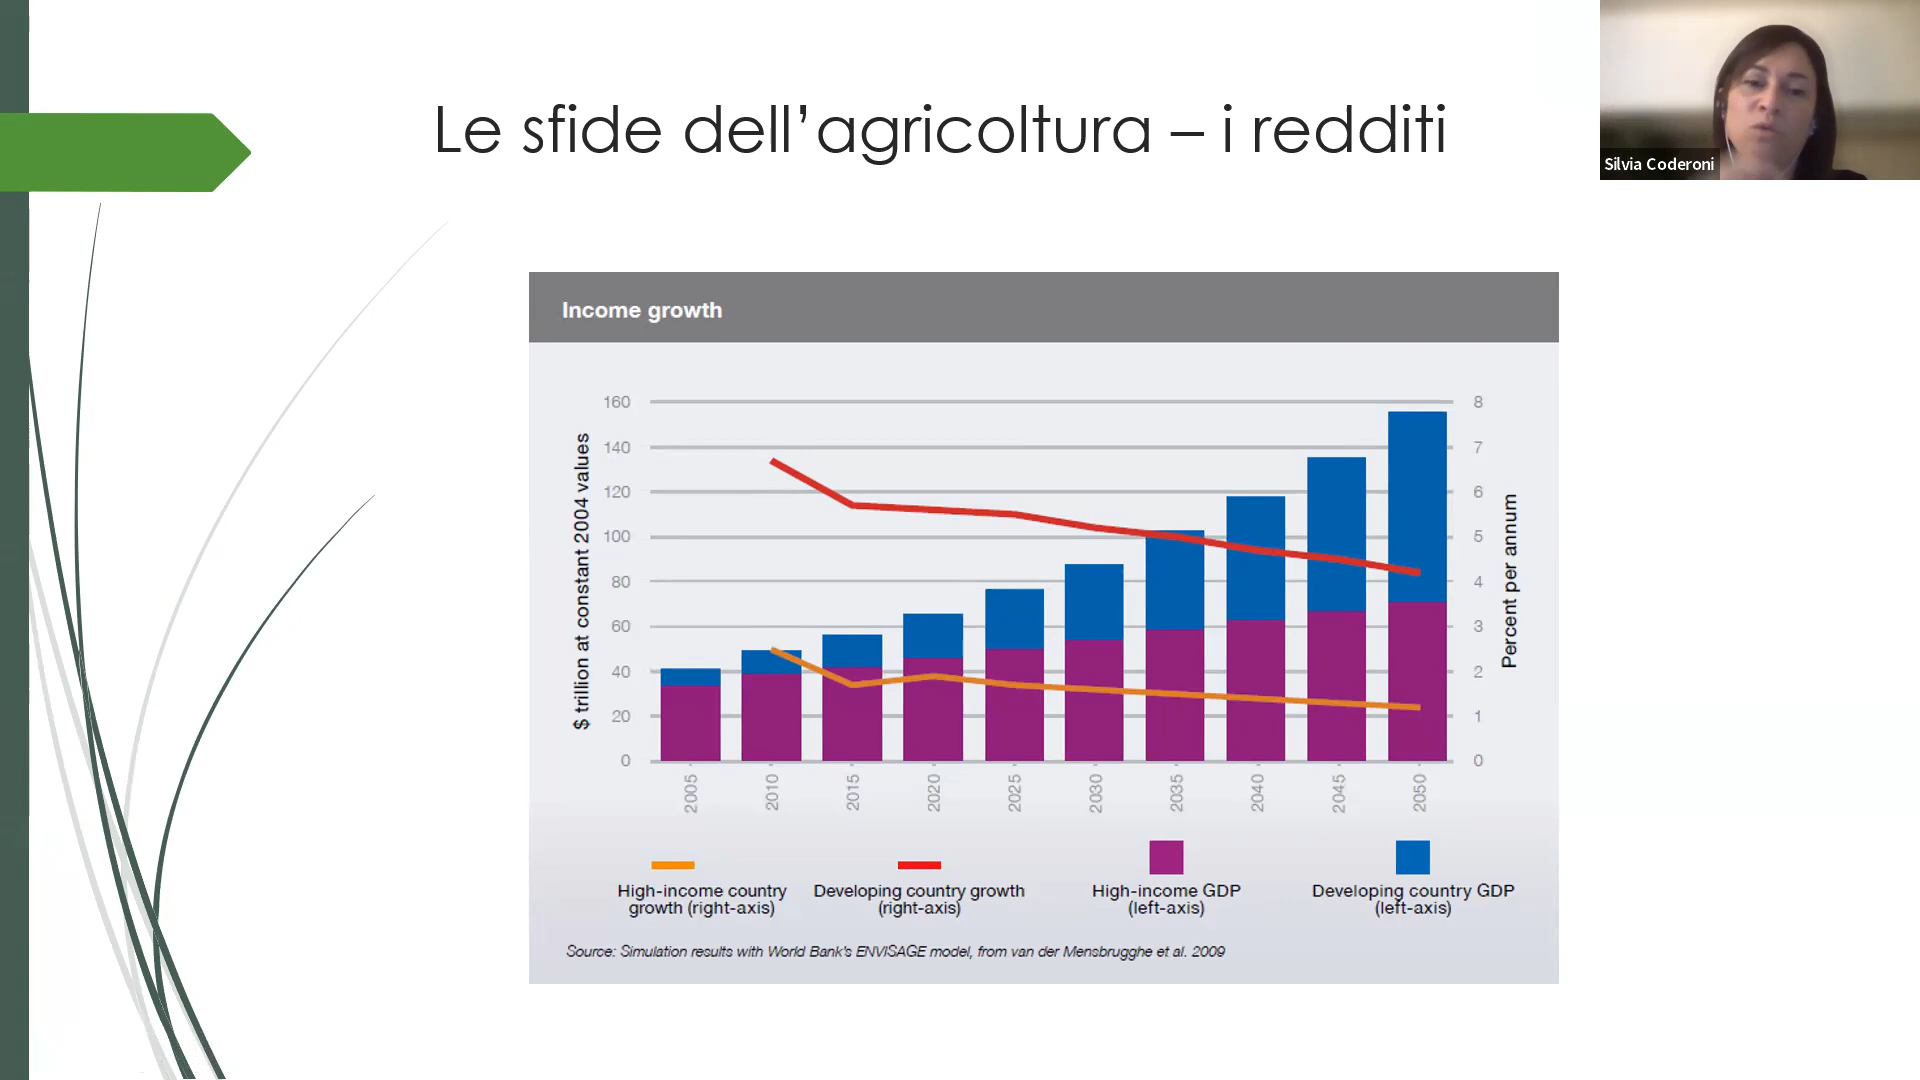 Le sfide dell’agricoltura – i redditi
Silvia Coderoni
Income growth
$ trillion at constant 2004 values
160
140
120
100
80
60
40
20
0
8
7
6
5
4
3
2
1
0
Percent per annum
2005
2010
2015
2020
2025
2030
2035
2040
2045
2050
High-income country
growth (right-axis)
Developing country growth
(right-axis)
High-income GDP
(left-axis)
Developing country GDP
(left-axis)
Source: Simulation results with World Bank's ENVISAGE model, from van der Mensbrugghe et al. 2009